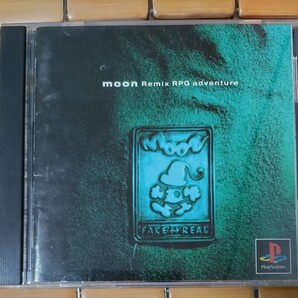 moon Remix RPG adventure
MOON
FAKE REAL
PlayStation